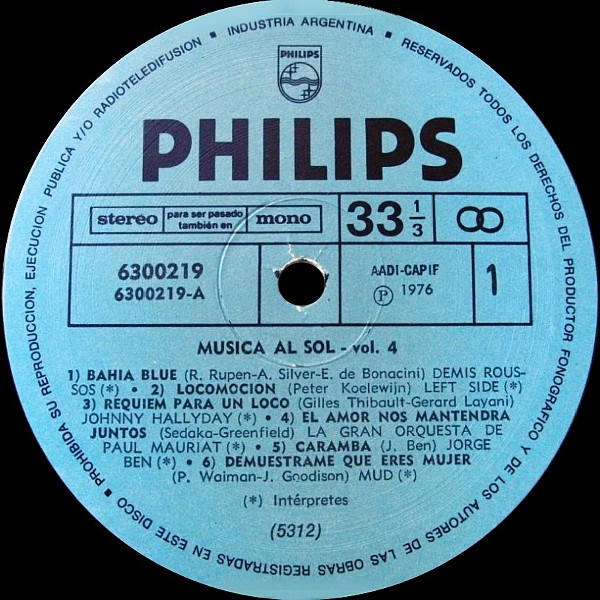 INDUSTRIA ARGENTINA ▪ RESERVADOS TODOS LOS DERECHOS DEL PRODUCTOR FONOGRAFICO Y DE LOS AUTORES DE LAS OBRAS REGISTRADAS EN ESTE DISCO ▪ PROHIBIDA SU REPRODUCCION, EJECUCION PUBLICA Y/O RADIOTELEDIFUSION ▪
PHILIPS
PHILIPS
stereo para ser pasado también en mono 33 1/3
6300219
6300219-A
AADI-CAPIF
Ⓟ 1976
1
MUSICA AL SOL - vol. 4
1) BAHIA BLUE (R. Rupen-A. Silver-E. de Bonacini) DEMIS ROUS-
SOS (*) • 2) LOCOMOCION (Peter Koelewijn) LEFT SIDE (*)
3) REQUIEM PARA UN LOCO (Gilles Thibault-Gerard Layani)
JOHNNY HALLYDAY (*) • 4) EL AMOR NOS MANTENDRA
JUNTOS (Sedaka-Greenfield) LA GRAN ORQUESTA DE
PAUL MAURIAT (*) • 5) CARAMBA (J. Ben) JORGE
BEN (*) • 6) DEMUESTRAME QUE ERES MUJER
(P. Waiman-J. Goodison) MUD (*)
(*) Intérpretes
(5312)